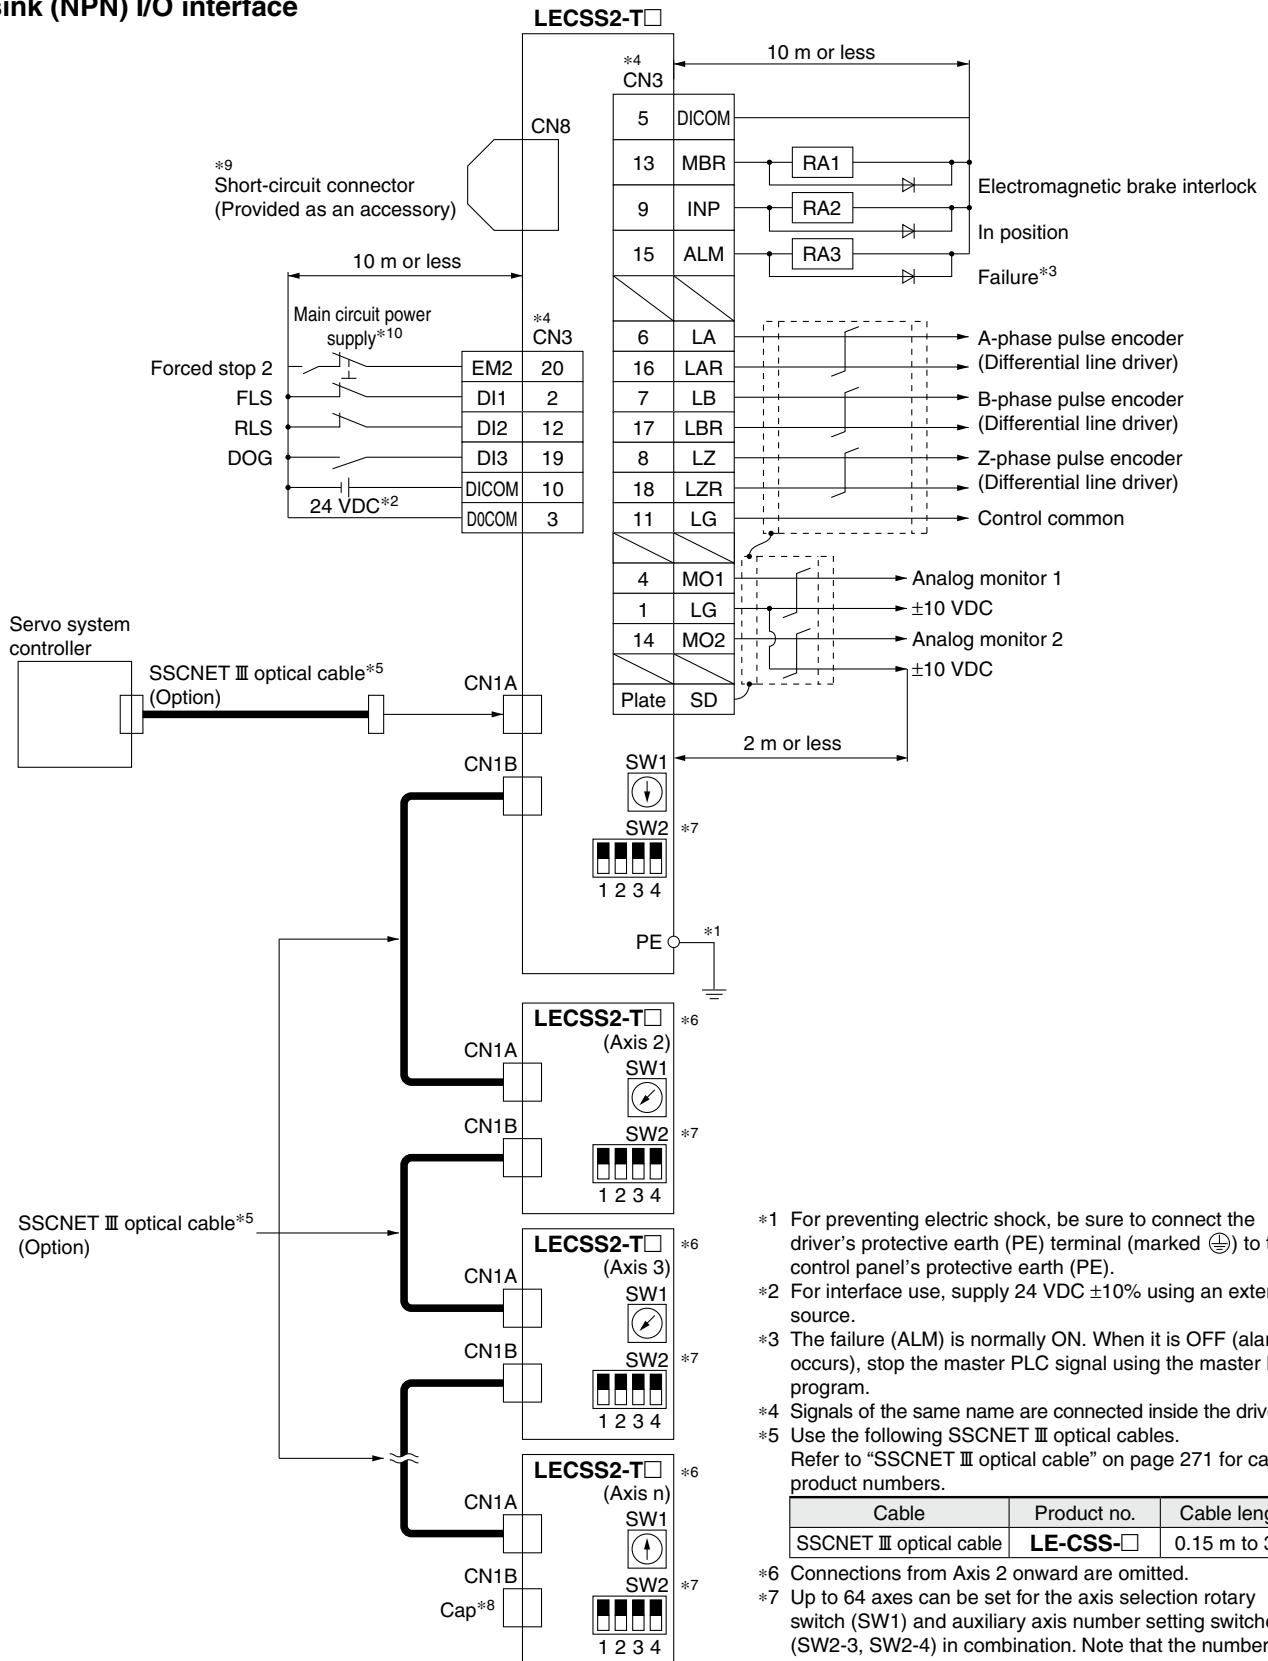 sink (NPN) I/O interface
LECSS2-T□
*4
CN3
10 m or less
5 DICOM
13 MBR RA1
Electromagnetic brake interlock
9 INP RA2
In position
15 ALM RA3
Failure*3
6 LA
16 LAR
A-phase pulse encoder
(Differential line driver)
7 LB
17 LBR
B-phase pulse encoder
(Differential line driver)
8 LZ
18 LZR
Z-phase pulse encoder
(Differential line driver)
11 LG
Control common
4 MO1
Analog monitor 1
1 LG
±10 VDC
14 MO2
Analog monitor 2
±10 VDC
Plate SD
2 m or less
CN8
*9
Short-circuit connector
(Provided as an accessory)
10 m or less
Main circuit power
supply*10
*4
CN3
Forced stop 2 EM2 20
FLS DI1 2
RLS DI2 12
DOG DI3 19
24 VDC*2
DICOM 10
D0COM 3
Servo system
controller
SSCNET Ⅲ optical cable*5
(Option)
CN1A
CN1B
SW1
SW2 *7
1 2 3 4
PE *1
LECSS2-T□ *6
(Axis 2)
CN1A
SW1
CN1B
SW2 *7
1 2 3 4
SSCNET Ⅲ optical cable*5
(Option)
LECSS2-T□ *6
(Axis 3)
CN1A
SW1
CN1B
SW2 *7
1 2 3 4
LECSS2-T□ *6
(Axis n)
CN1A
SW1
CN1B
Cap*8
SW2 *7
1 2 3 4
*1 For preventing electric shock, be sure to connect the
driver's protective earth (PE) terminal (marked ⏚) to
control panel's protective earth (PE).
*2 For interface use, supply 24 VDC ±10% using an
source.
*3 The failure (ALM) is normally ON. When it is OFF
occurs), stop the master PLC signal using the master
program.
*4 Signals of the same name are connected inside the
*5 Use the following SSCNET Ⅲ optical cables.
Refer to “SSCNET Ⅲ optical cable” on page 271 for
product numbers.
Cable Product no. Cable
SSCNET Ⅲ optical cable LE-CSS-□ 0.15 m to
*6 Connections from Axis 2 onward are omitted.
*7 Up to 64 axes can be set for the axis selection rotary
switch (SW1) and auxiliary axis number setting
(SW2-3, SW2-4) in combination. Note that the number